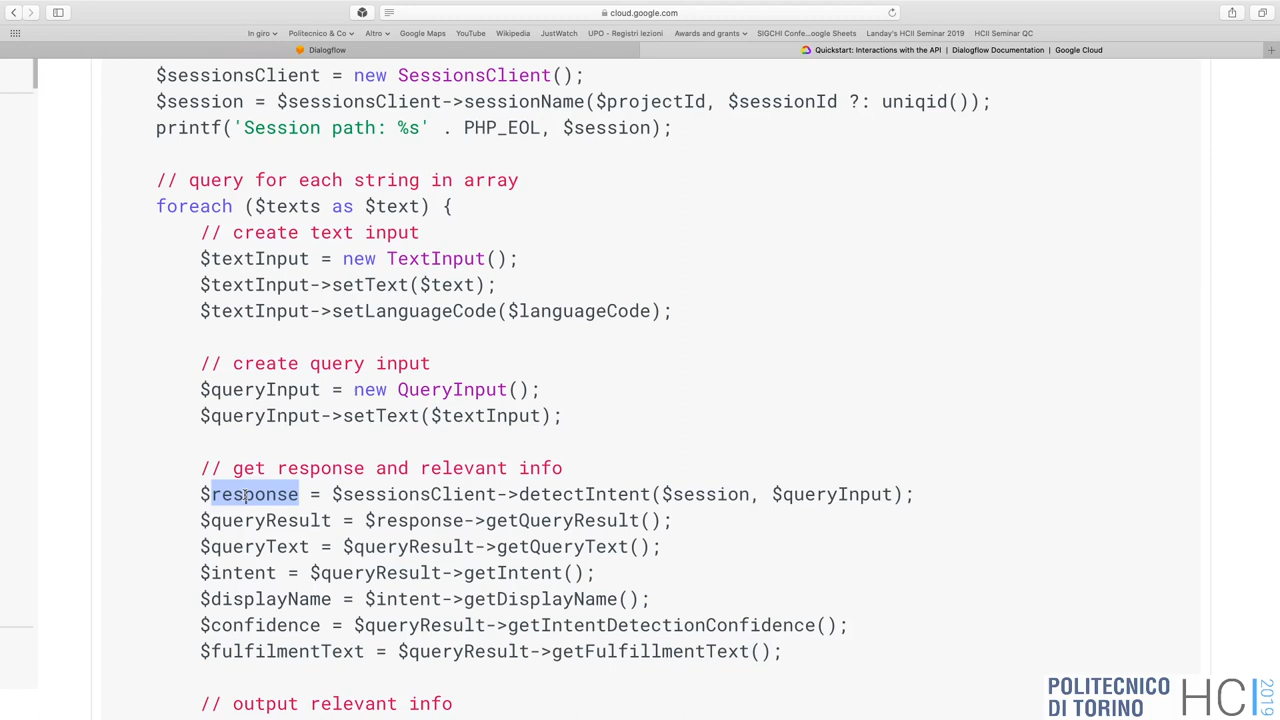 cloud.google.com
In giro
Politecnico & Co
Altro
Google Maps
YouTube
Wikipedia
JustWatch
UPO - Registri lezioni
Awards and grants
SIGCHI Confe...oogle Sheets
Landay's HCII Seminar 2019
HCII Seminar QC
Dialogflow
Quickstart: Interactions with the API | Dialogflow Documentation | Google Cloud
$sessionsClient = new SessionsClient();
$session = $sessionsClient->sessionName($projectId, $sessionId ?: uniqid());
printf('Session path: %s' . PHP_EOL, $session);
// query for each string in array
foreach ($texts as $text) {
// create text input
$textInput = new TextInput();
$textInput->setText($text);
$textInput->setLanguageCode($languageCode);
// create query input
$queryInput = new QueryInput();
$queryInput->setText($textInput);
// get response and relevant info
$response = $sessionsClient->detectIntent($session, $queryInput);
$queryResult = $response->getQueryResult();
$queryText = $queryResult->getQueryText();
$intent = $queryResult->getIntent();
$displayName = $intent->getDisplayName();
$confidence = $queryResult->getIntentDetectionConfidence();
$fulfilmentText = $queryResult->getFulfillmentText();
// output relevant info
POLITECNICO
DI TORINO
HCI
2019